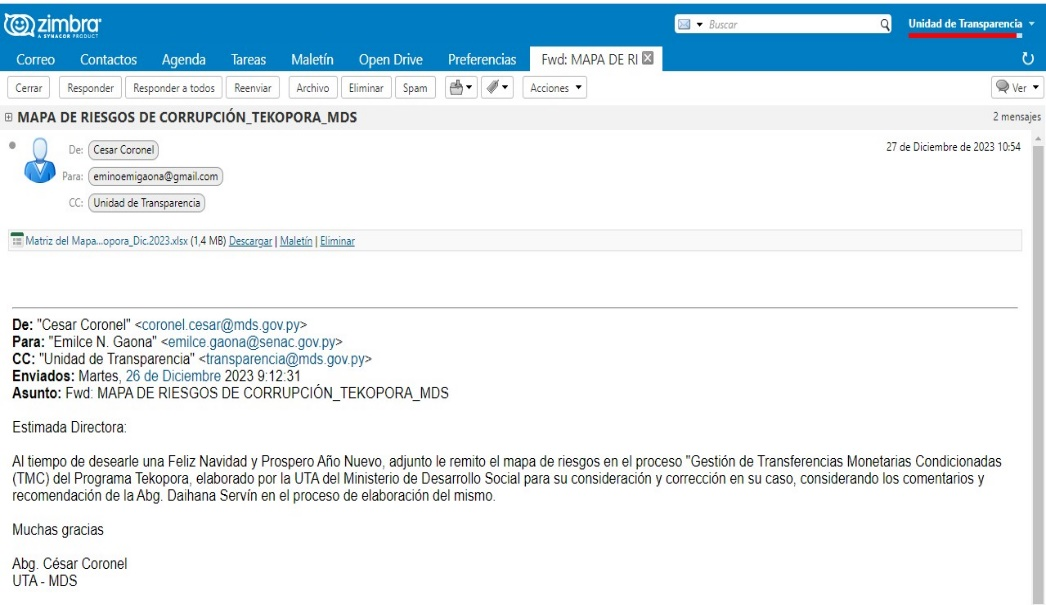 zimbra
A SYNACOR PRODUCT
Buscar
Unidad de Transparencia
Correo Contactos Agenda Tareas Maletín Open Drive Preferencias Fwd: MAPA DE RI
Cerrar Responder Responder a todos Reenviar Archivo Eliminar Spam Acciones Ver
MAPA DE RIESGOS DE CORRUPCIÓN_TEKOPORA_MDS 2 mensajes
De: Cesar Coronel 27 de Diciembre de 2023 10:54
Para: eminoemigaona@gmail.com
CC: Unidad de Transparencia
Matriz del Mapa...opora_Dic.2023.xlsx (1,4 MB) Descargar | Maletín | Eliminar
De: "Cesar Coronel" <coronel.cesar@mds.gov.py>
Para: "Emilce N. Gaona" <emilce.gaona@senac.gov.py>
CC: "Unidad de Transparencia" <transparencia@mds.gov.py>
Enviados: Martes, 26 de Diciembre 2023 9:12:31
Asunto: Fwd: MAPA DE RIESGOS DE CORRUPCIÓN_TEKOPORA_MDS
Estimada Directora:
Al tiempo de desearle una Feliz Navidad y Prospero Año Nuevo, adjunto le remito el mapa de riesgos en el proceso "Gestión de Transferencias Monetarias Condicionadas
(TMC) del Programa Tekopora, elaborado por la UTA del Ministerio de Desarrollo Social para su consideración y corrección en su caso, considerando los comentarios y
recomendación de la Abg. Daihana Servín en el proceso de elaboración del mismo.
Muchas gracias
Abg. César Coronel
UTA - MDS